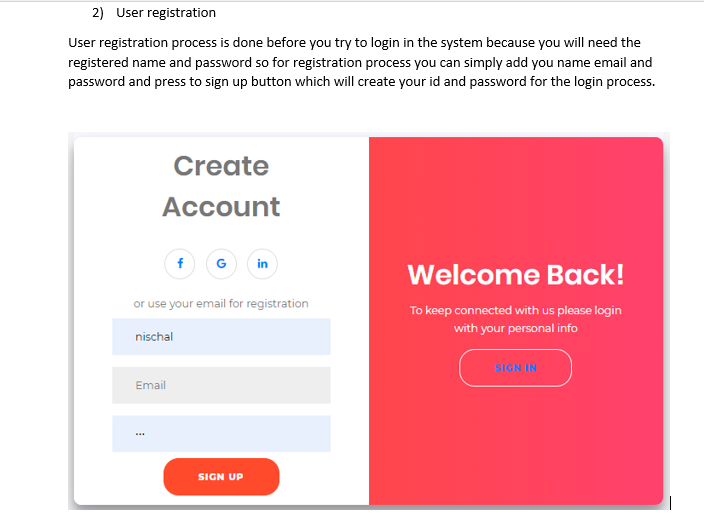 2) User registration
User registration process is done before you try to login in the system because you will need the
registered name and password so for registration process you can simply add you name email and
password and press to sign up button which will create your id and password for the login process.
Create
Account
f G in
or use your email for registration
nischal
Email
...
SIGN UP
Welcome Back!
To keep connected with us please login
with your personal info
SIGN IN